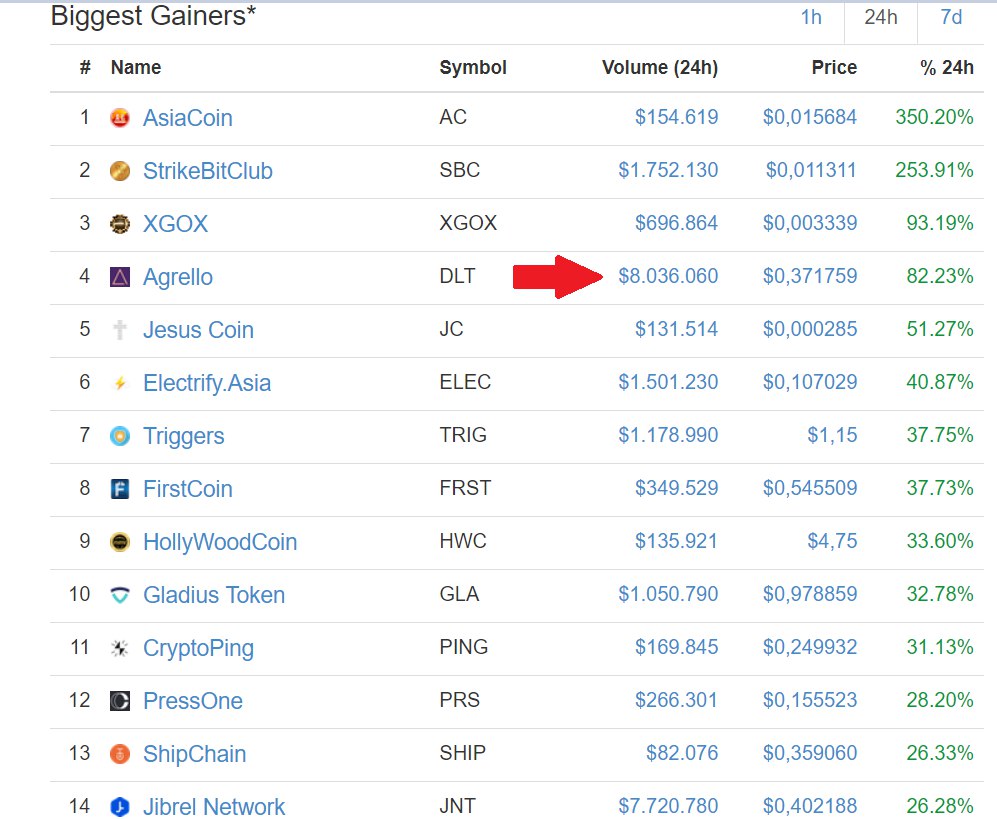 Biggest Gainers* 1h 24h 7d
# Name Symbol Volume (24h) Price % 24h
1 AsiaCoin AC $154.619 $0,015684 350.20%
2 StrikeBitClub SBC $1.752.130 $0,011311 253.91%
3 XGOX XGOX $696.864 $0,003339 93.19%
4 Agrello DLT $8.036.060 $0,371759 82.23%
5 Jesus Coin JC $131.514 $0,000285 51.27%
6 Electrify.Asia ELEC $1.501.230 $0,107029 40.87%
7 Triggers TRIG $1.178.990 $1,15 37.75%
8 FirstCoin FRST $349.529 $0,545509 37.73%
9 HollyWoodCoin HWC $135.921 $4,75 33.60%
10 Gladius Token GLA $1.050.790 $0,978859 32.78%
11 CryptoPing PING $169.845 $0,249932 31.13%
12 PressOne PRS $266.301 $0,155523 28.20%
13 ShipChain SHIP $82.076 $0,359060 26.33%
14 Jibrel Network JNT $7.720.780 $0,402188 26.28%